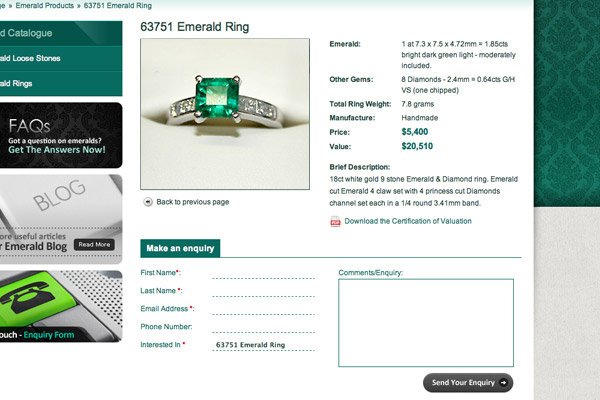 » Emerald Products » 63751 Emerald Ring
Catalogue
Loose Stones
Rings
FAQs
Got a question on emeralds?
Get The Answers Now!
BLOG
useful articles
Emerald Blog
Read More
Enquiry Form
63751 Emerald Ring
Back to previous page
Emerald: 1 at 7.3 x 7.5 x 4.72mm = 1.85cts
bright dark green light - moderately
included.
Other Gems: 8 Diamonds - 2.4mm = 0.64cts G/H
VS (one chipped)
Total Ring Weight: 7.8 grams
Manufacture: Handmade
Price: $5,400
Value: $20,510
Brief Description:
18ct white gold 9 stone Emerald & Diamond ring. Emerald
cut Emerald 4 claw set with 4 princess cut Diamonds
channel set each in a 1/4 round 3.41mm band.
PDF Download the Certification of Valuation
Make an enquiry
First Name*:
Last Name *:
Email Address *:
Phone Number:
Interested In * 63751 Emerald Ring
Comments/Enquiry:
Send Your Enquiry